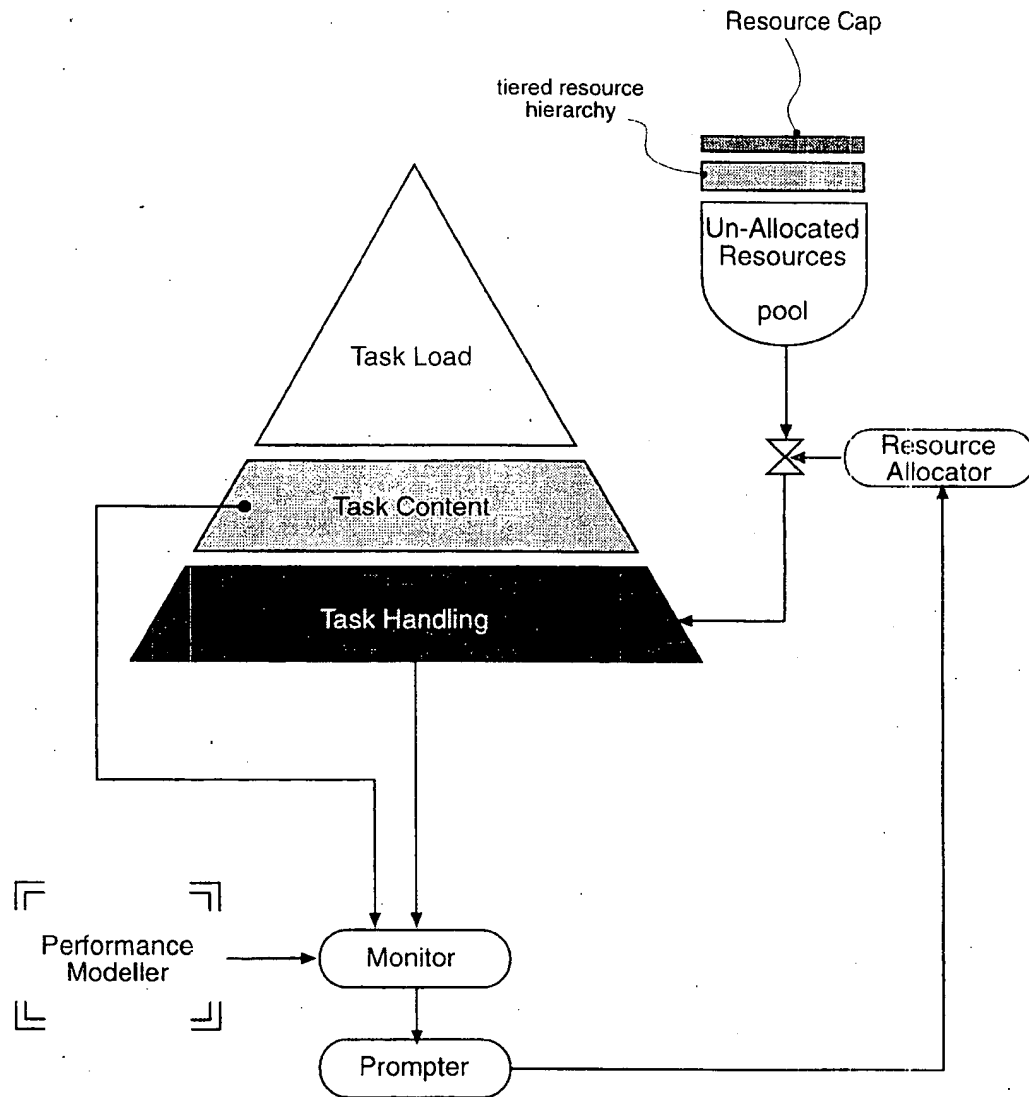 Resource Cap
tiered resource
hierarchy
Un-Allocated
Resources
pool
Task Load
Resource
Allocator
Task Content
Task Handling
Performance
Modeller
Monitor
Prompter